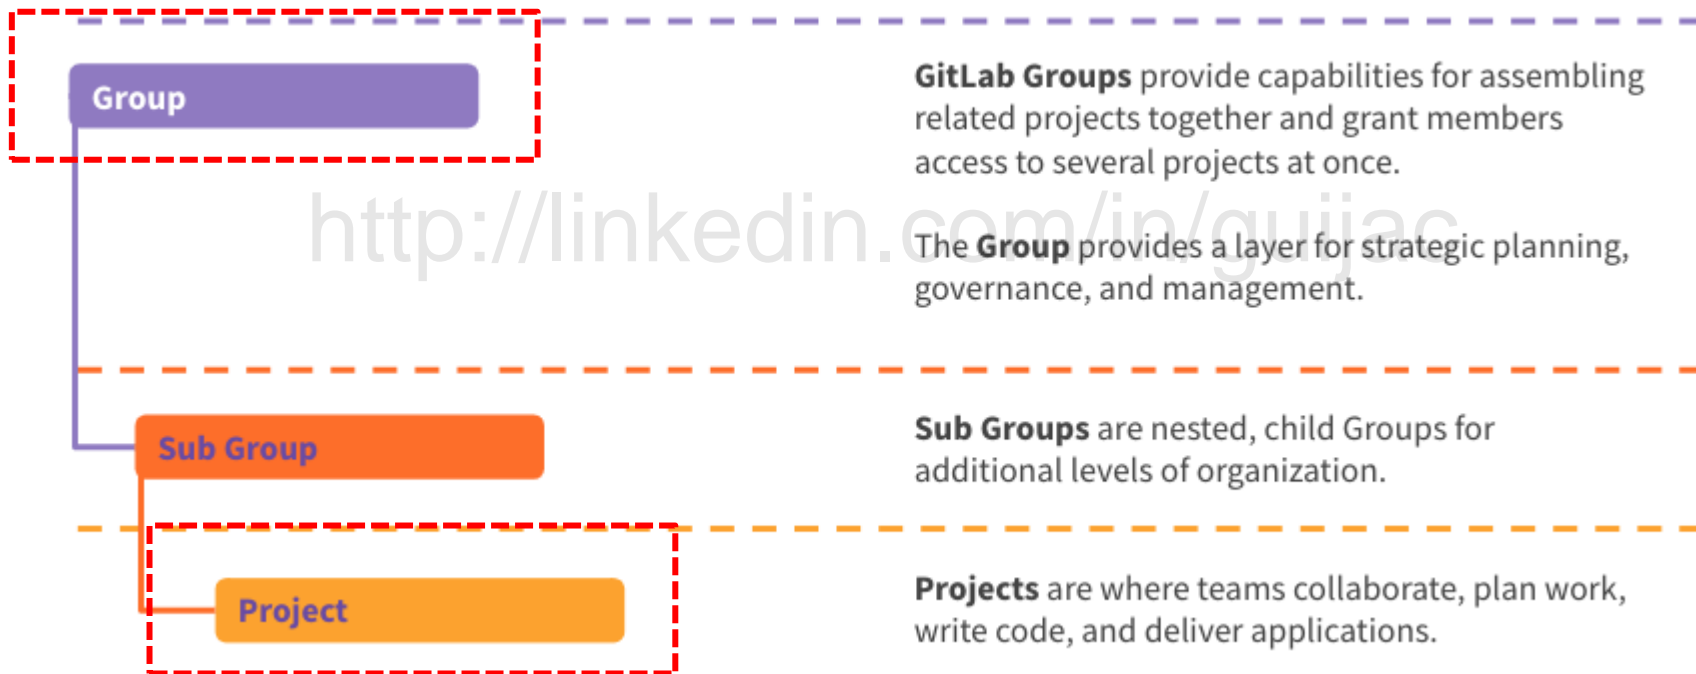 Group
GitLab Groups provide capabilities for assembling
related projects together and grant members
access to several projects at once.
http://linkedin.com/in/guijac
The Group provides a layer for strategic planning,
governance, and management.
Sub Group
Sub Groups are nested, child Groups for
additional levels of organization.
Project
Projects are where teams collaborate, plan work,
write code, and deliver applications.